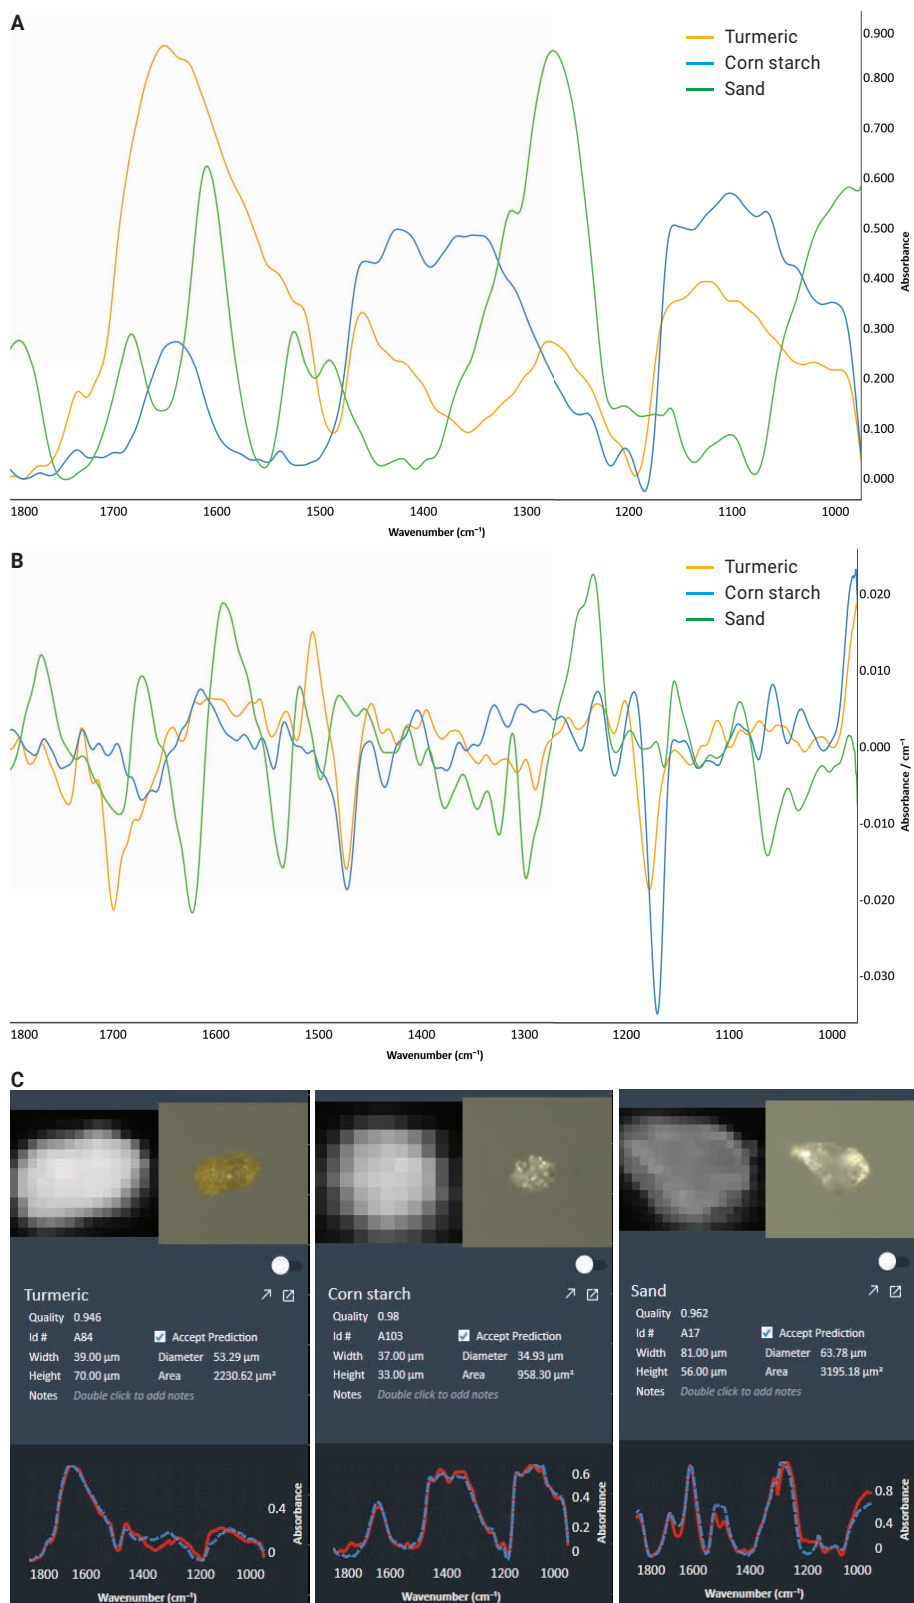 A
Turmeric
Corn starch
Sand
0.900
0.800
0.700
0.600
0.500
0.400
0.300
0.200
0.100
0.000
Absorbance
1800 1700 1600 1500 1400 1300 1200 1100 1000
Wavenumber (cm⁻¹)
B
Turmeric
Corn starch
Sand
0.020
0.010
0.000
-0.010
-0.020
-0.030
Absorbance / cm⁻¹
1800 1700 1600 1500 1400 1300 1200 1100 1000
Wavenumber (cm⁻¹)
C
Turmeric
Quality 0.946
Id # A84 Accept Prediction
Width 39.00 µm Diameter 53.29 µm
Height 70.00 µm Area 2230.62 µm²
Notes Double click to add notes
0.4
0
Absorbance
1800 1600 1400 1200 1000
Wavenumber (cm⁻¹)
Corn starch
Quality 0.98
Id # A103 Accept Prediction
Width 37.00 µm Diameter 34.93 µm
Height 33.00 µm Area 958.30 µm²
Notes Double click to add notes
0.6
0.4
0.2
0
Absorbance
1800 1600 1400 1200 1000
Wavenumber (cm⁻¹)
Sand
Quality 0.962
Id # A17 Accept Prediction
Width 81.00 µm Diameter 63.78 µm
Height 56.00 µm Area 3195.18 µm²
Notes Double click to add notes
0.8
0.4
0
Absorbance
1800 1600 1400 1200 1000
Wavenumber (cm⁻¹)